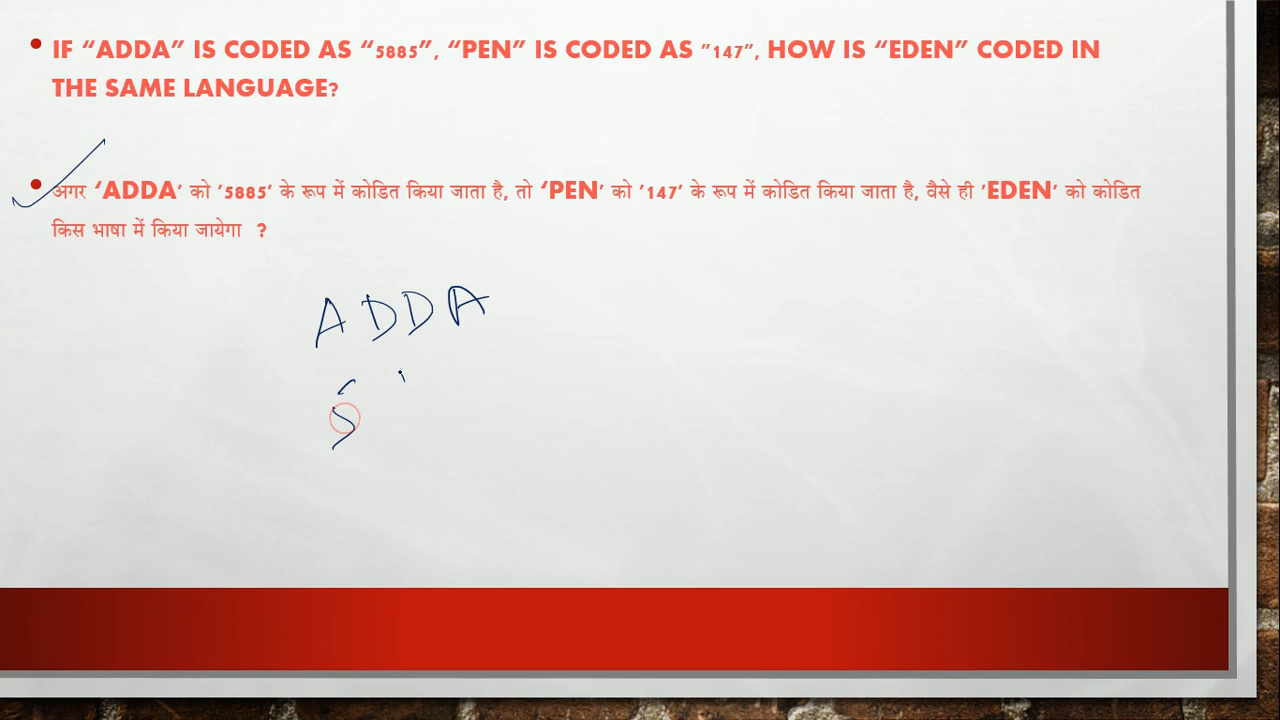 • IF “ADDA” IS CODED AS “5885”, “PEN” IS CODED AS ”147”, HOW IS “EDEN” CODED IN
THE SAME LANGUAGE?
• अगर ‘ADDA’ को ’5885’ के रूप में कोडित किया जाता है, तो ‘PEN’ को ’147’ के रूप में कोडित किया जाता है, वैसे ही ’EDEN’ को कोडित
किस भाषा में किया जायेगा ?
ADDA
5